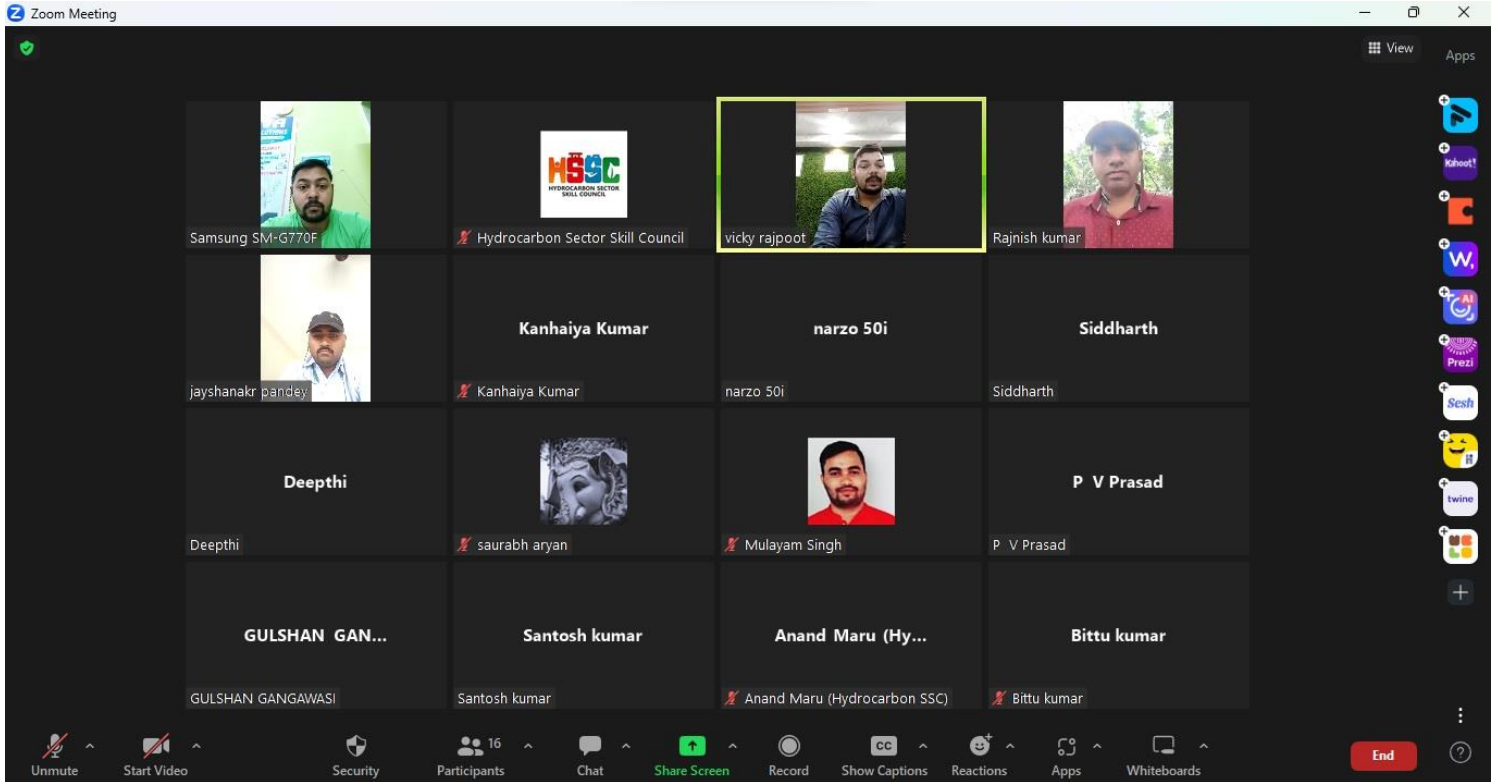 Zoom Meeting
View
Apps
SOLUTIONS
Samsung SM-G770F
HSSC
HYDROCARBON SECTOR
SKILL COUNCIL
Hydrocarbon Sector Skill Council
vicky rajpoot
Rajnish kumar
jayshanakr pandey
Kanhaiya Kumar
Kanhaiya Kumar
narzo 50i
narzo 50i
Siddharth
Siddharth
Deepthi
Deepthi
saurabh aryan
Mulayam Singh
P V Prasad
P V Prasad
GULSHAN GAN...
GULSHAN GANGAWASI
Santosh kumar
Santosh kumar
Anand Maru (Hy...
Anand Maru (Hydrocarbon SSC)
Bittu kumar
Bittu kumar
Kahoot!
W,
AI
Prezi
Sesh
twine
Unmute
Start Video
Security
16
Participants
Chat
Share Screen
Record
CC
Show Captions
Reactions
Apps
Whiteboards
End